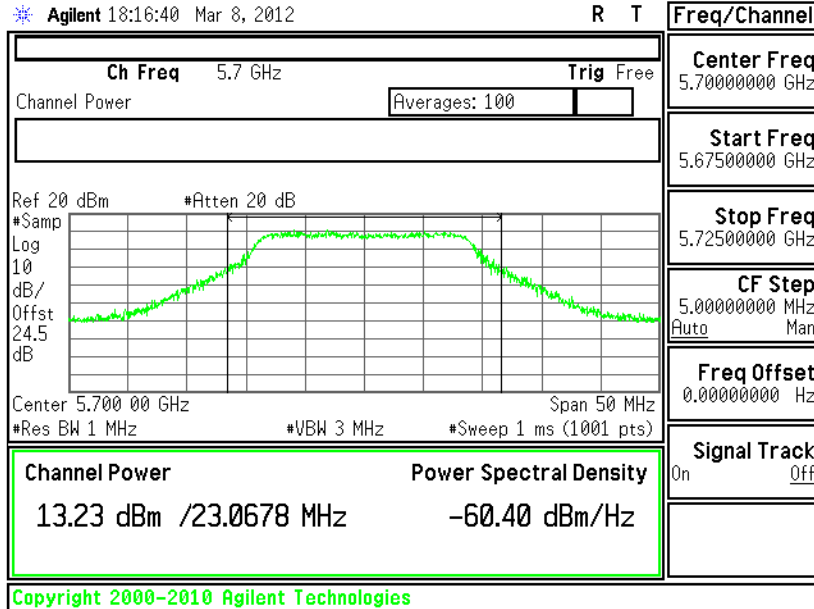 Agilent 18:16:40 Mar 8, 2012 R T
Freq/Channel
Ch Freq 5.7 GHz Trig Free
Channel Power Averages: 100
Center Freq
5.70000000 GHz
Start Freq
5.67500000 GHz
Stop Freq
5.72500000 GHz
CF Step
5.00000000 MHz
Auto Man
Freq Offset
0.00000000 Hz
Signal Track
On Off
Ref 20 dBm #Atten 20 dB
#Samp
Log
10
dB/
Offst
24.5
dB
Center 5.700 00 GHz Span 50 MHz
#Res BW 1 MHz #VBW 3 MHz #Sweep 1 ms (1001 pts)
Channel Power Power Spectral Density
13.23 dBm /23.0678 MHz -60.40 dBm/Hz
Copyright 2000-2010 Agilent Technologies